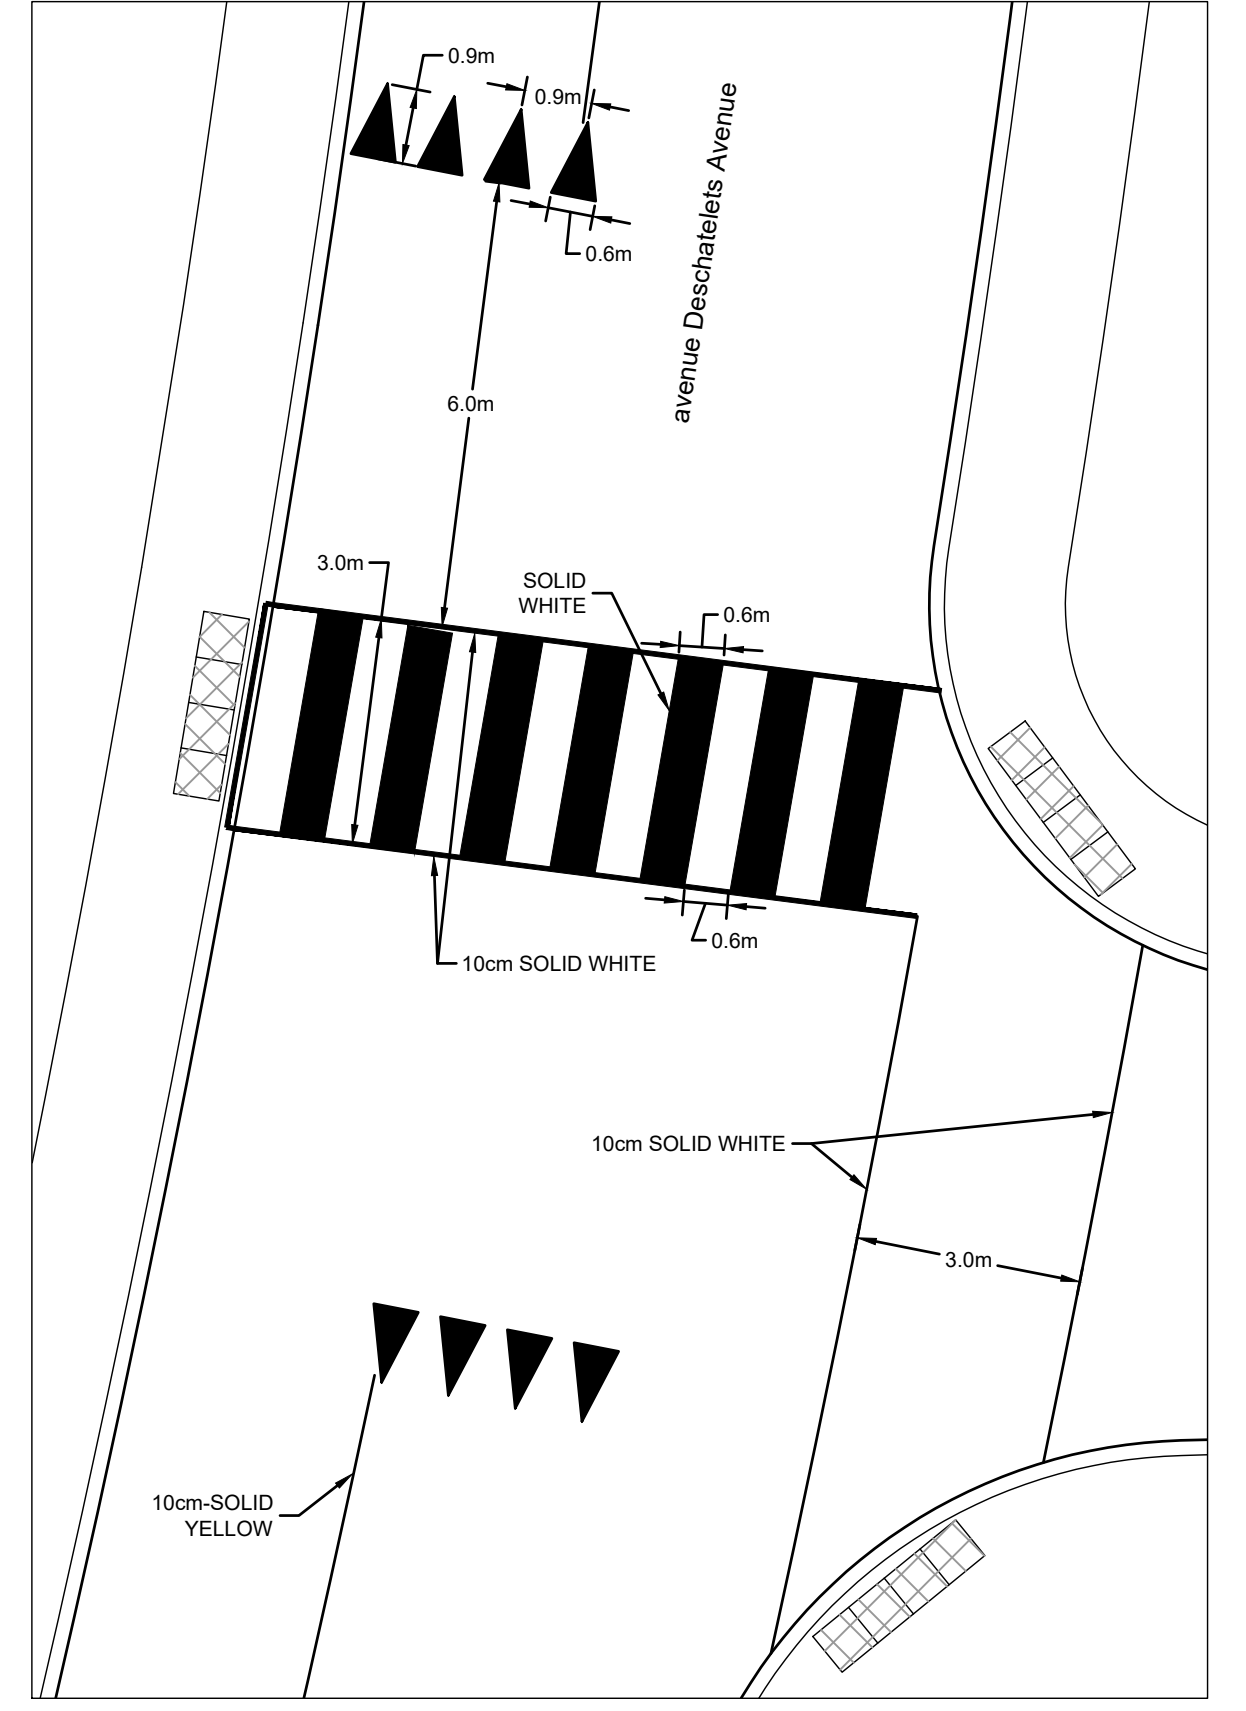 0.9m
0.9m
avenue Deschatelets Avenue
0.6m
6.0m
3.0m
SOLID
WHITE
0.6m
0.6m
10cm SOLID WHITE
10cm SOLID WHITE
3.0m
10cm-SOLID
YELLOW